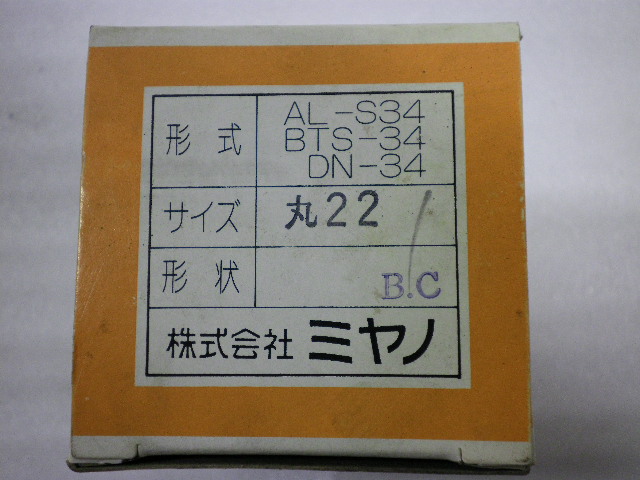 形式 AL-S34
BTS-34
DN-34
サイズ 丸22
形状 B.C
株式会社 ミヤノ